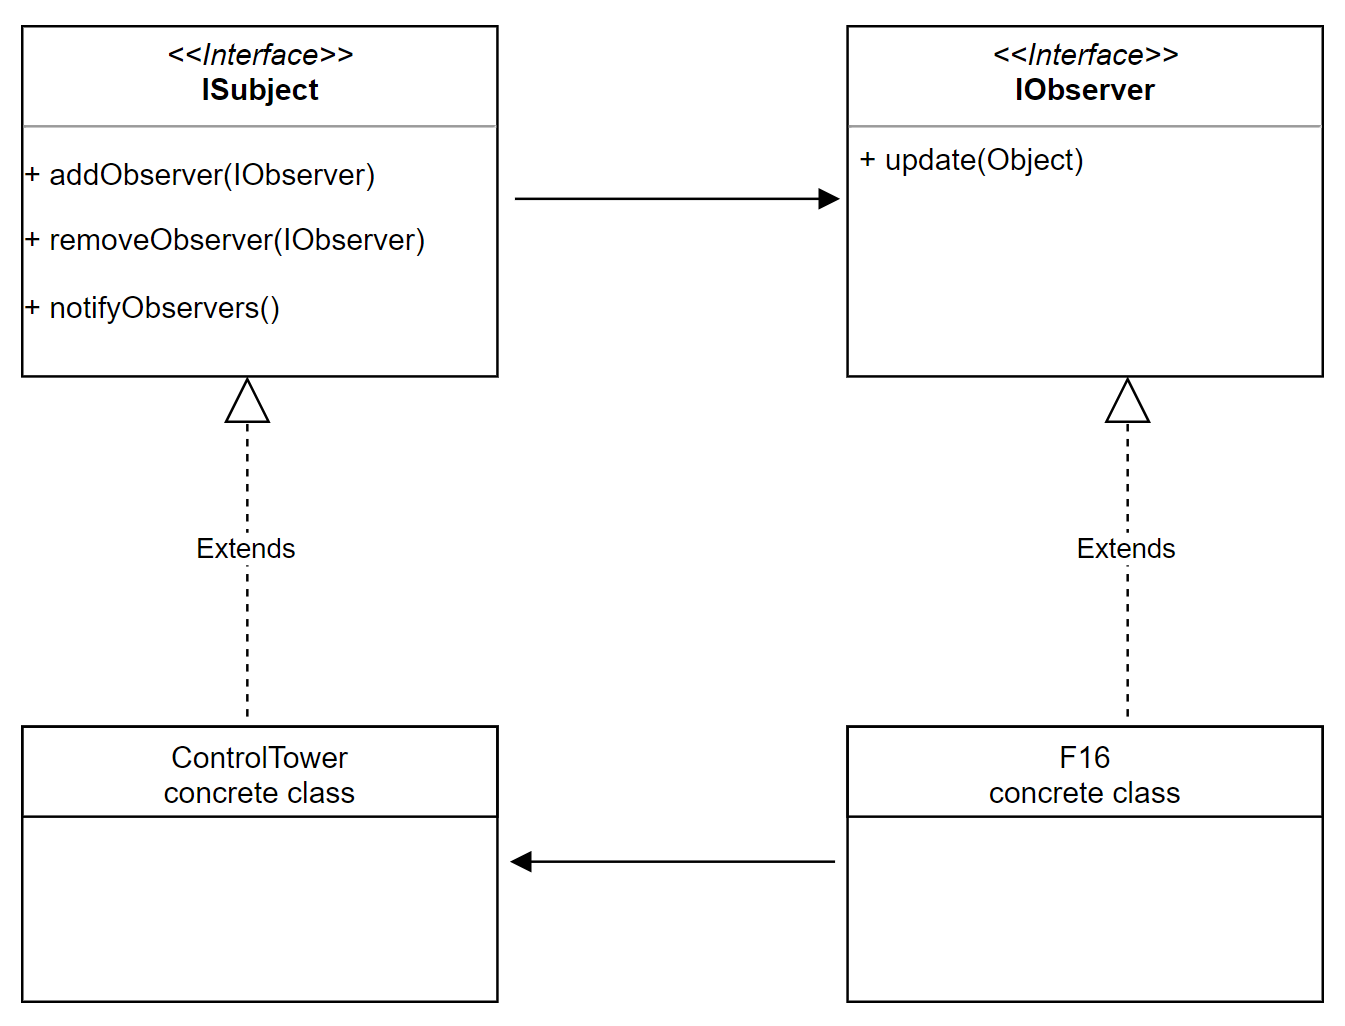 <<Interface>>
ISubject
+ addObserver(IObserver)
+ removeObserver(IObserver)
+ notifyObservers()
<<Interface>>
IObserver
+ update(Object)
Extends
Extends
ControlTower
concrete class
F16
concrete class